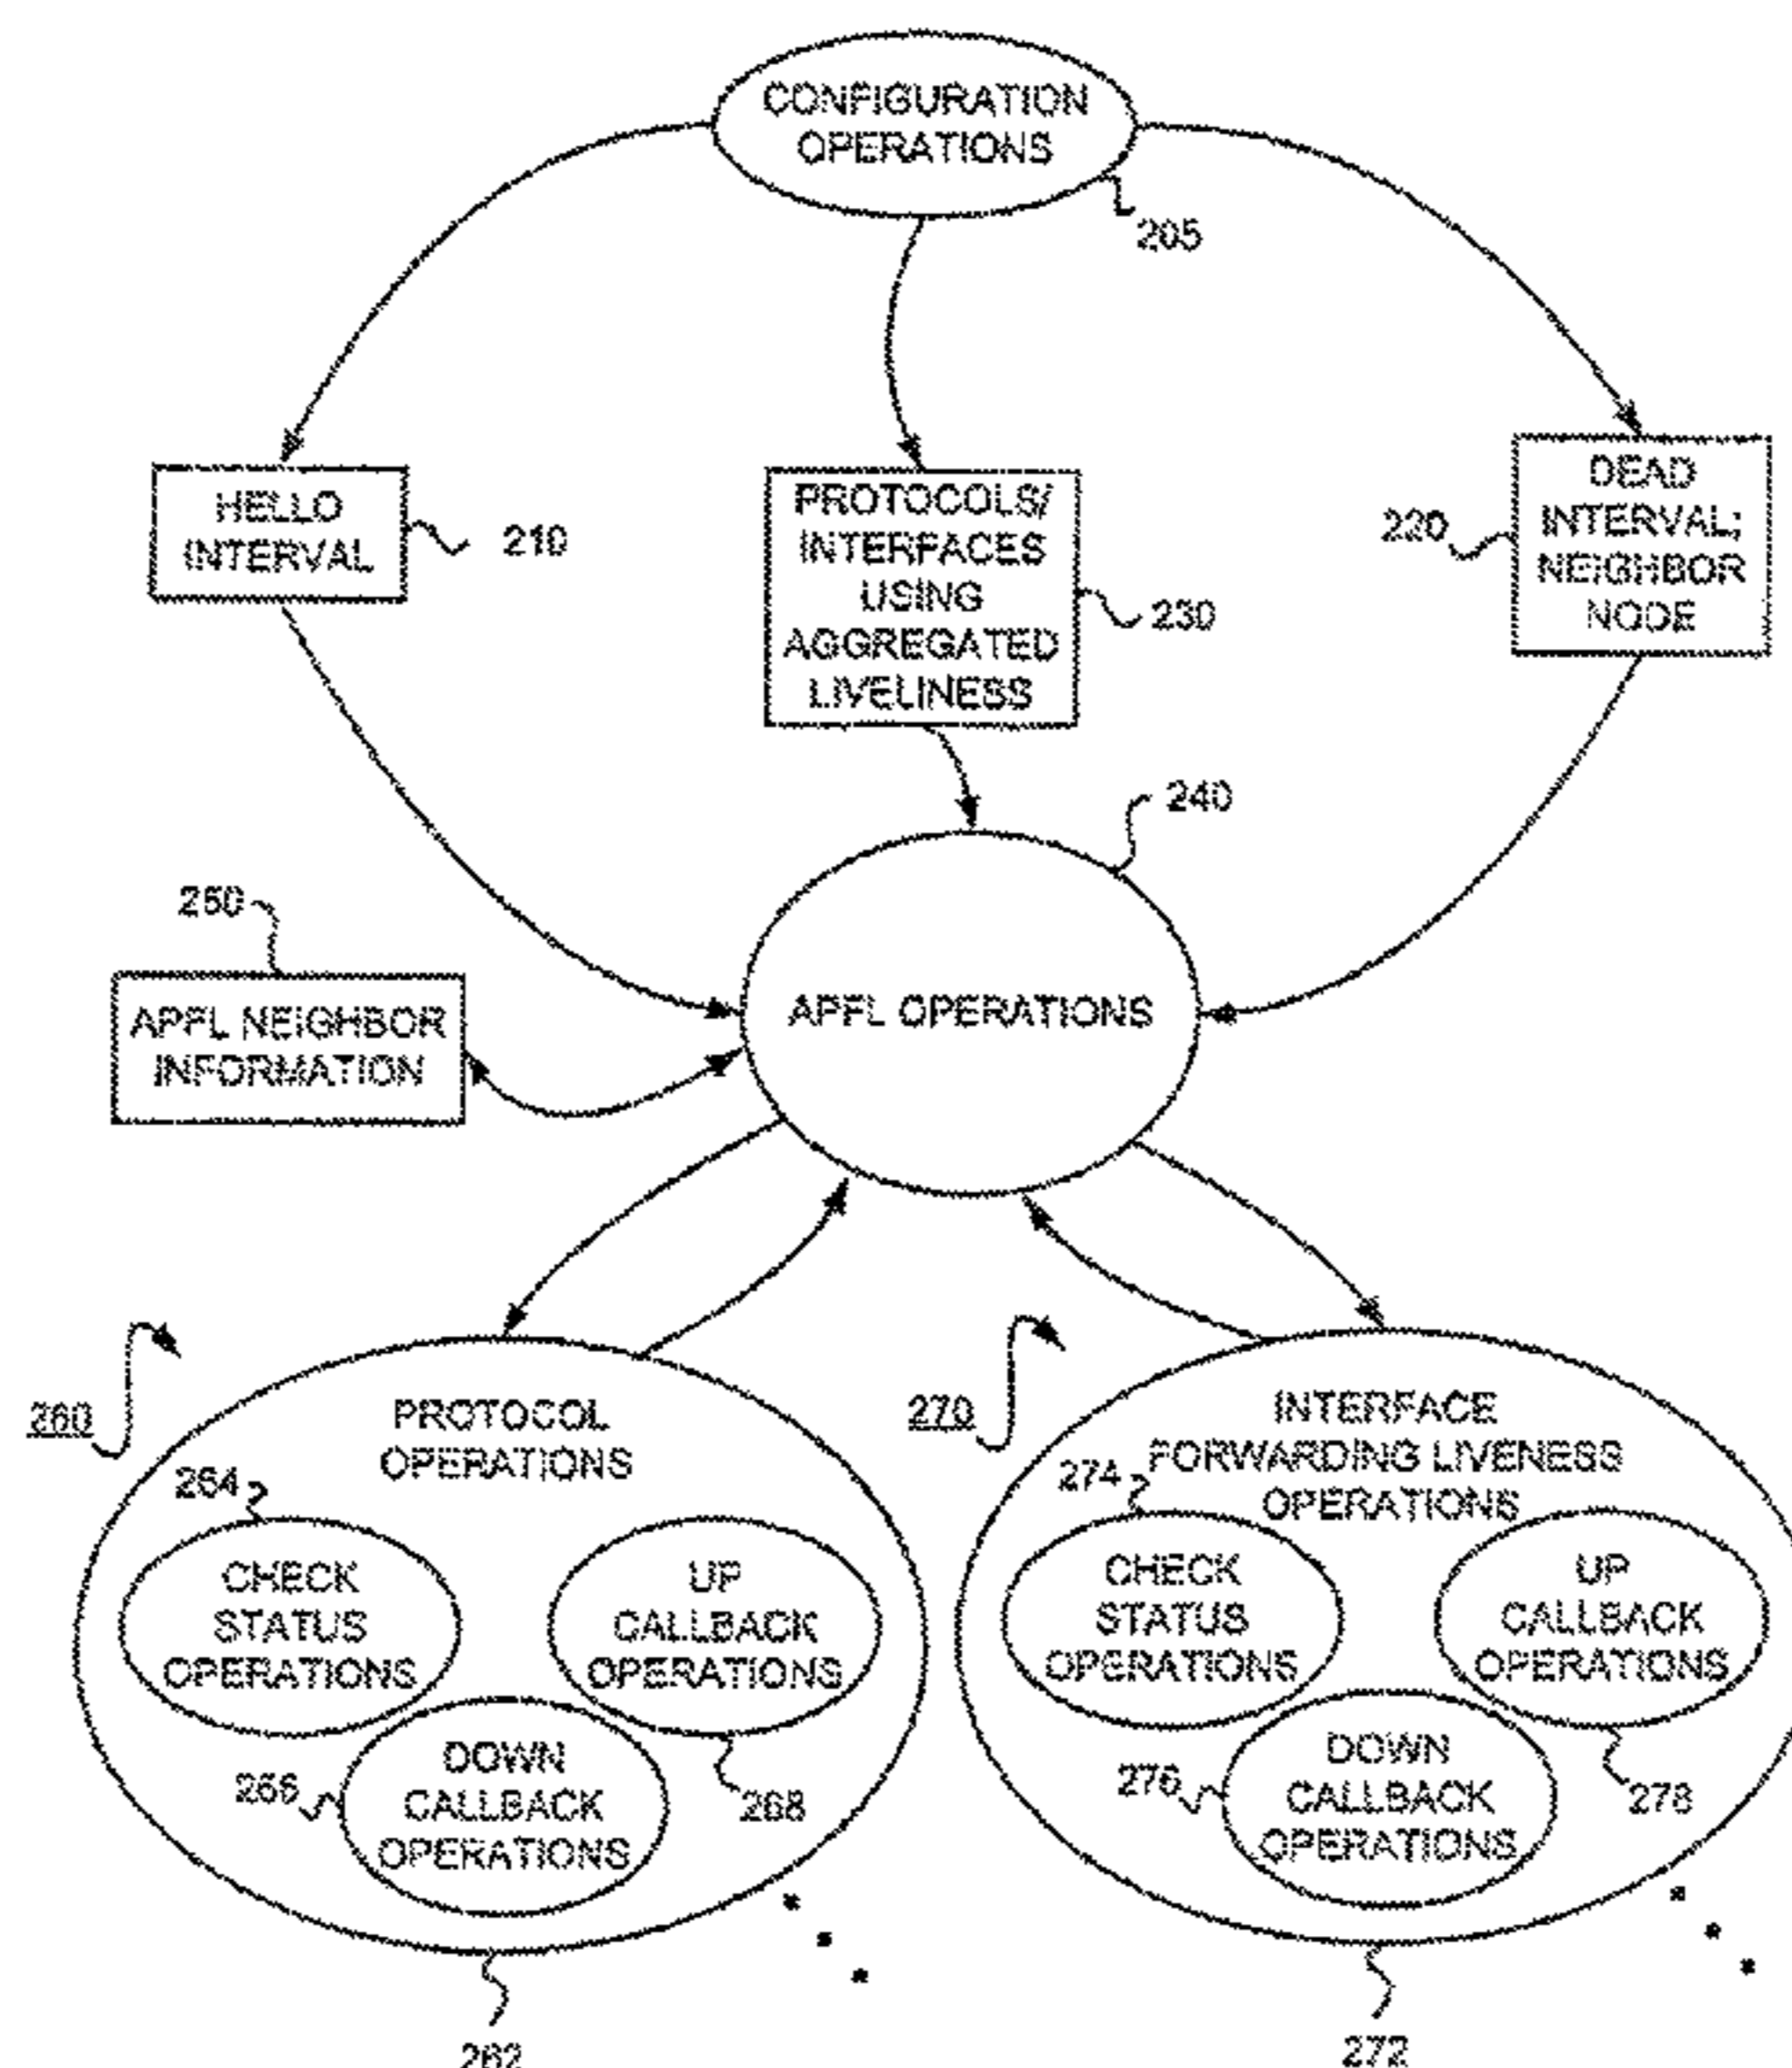 CONFIGURATION
OPERATIONS
205
HELLO
INTERVAL
210
PROTOCOLS/
INTERFACES
USING
AGGREGATED
LIVELINESS
230
220
DEAD
INTERVAL;
NEIGHBOR
NODE
240
250
APFL NEIGHBOR
INFORMATION
APFL OPERATIONS
260
PROTOCOL
OPERATIONS
264
CHECK
STATUS
OPERATIONS
UP
CALLBACK
OPERATIONS
266
DOWN
CALLBACK
OPERATIONS
268
262
270
INTERFACE
FORWARDING LIVENESS
OPERATIONS
274
CHECK
STATUS
OPERATIONS
UP
CALLBACK
OPERATIONS
276
DOWN
CALLBACK
OPERATIONS
278
272